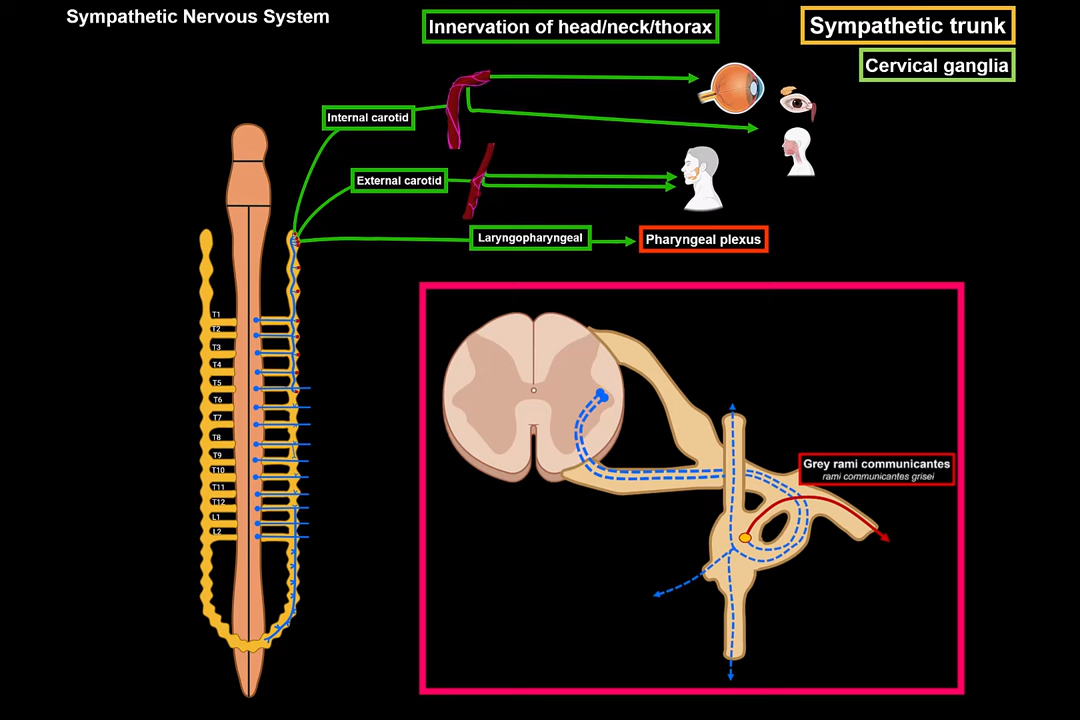 Sympathetic Nervous System
Innervation of head/neck/thorax
Sympathetic trunk
Cervical ganglia
Internal carotid
External carotid
Laryngopharyngeal
Pharyngeal plexus
T1
T2
T3
T4
T5
T6
T7
T8
T9
T10
T11
T12
L1
L2
Grey rami communicantes
rami communicantes grisei